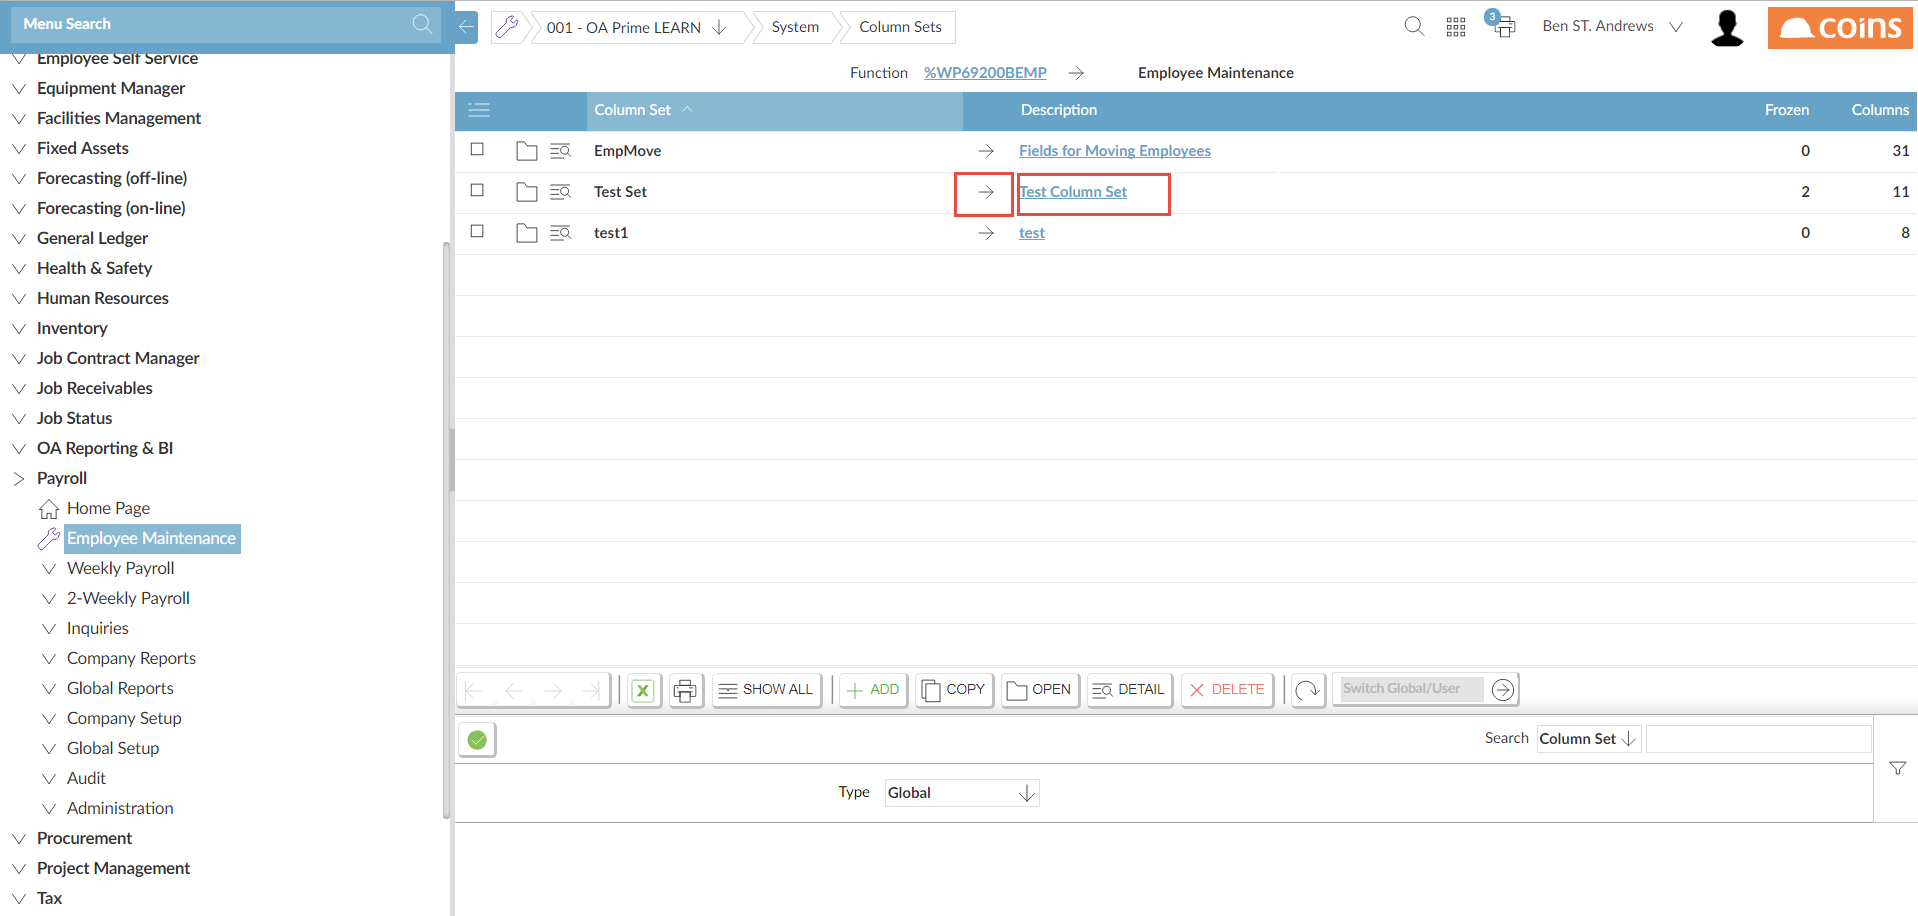 Menu Search
001 - OA Prime LEARN
System
Column Sets
3
Ben ST. Andrews
coins
Function %WP69200BEMP Employee Maintenance
Column Set Description Frozen Columns
EmpMove Fields for Moving Employees 0 31
Test Set Test Column Set 2 11
test1 test 0 8
Employee Self Service
Equipment Manager
Facilities Management
Fixed Assets
Forecasting (off-line)
Forecasting (on-line)
General Ledger
Health & Safety
Human Resources
Inventory
Job Contract Manager
Job Receivables
Job Status
OA Reporting & BI
Payroll
Home Page
Employee Maintenance
Weekly Payroll
2-Weekly Payroll
Inquiries
Company Reports
Global Reports
Company Setup
Global Setup
Audit
Administration
Procurement
Project Management
Tax
X SHOW ALL ADD COPY OPEN DETAIL DELETE Switch Global/User
Search Column Set
Type Global